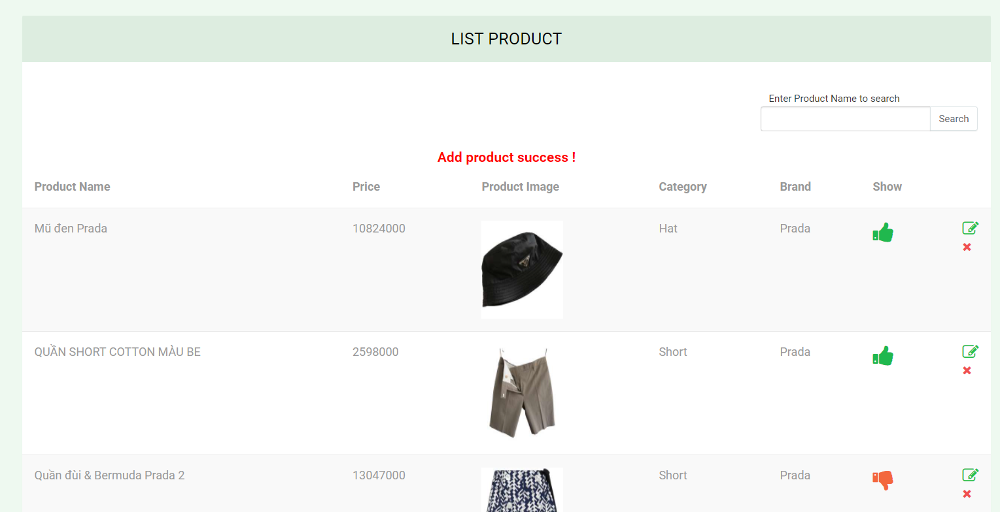 LIST PRODUCT
Enter Product Name to search
Search
Add product success !
Product Name Price Product Image Category Brand Show
Mũ đen Prada 10824000 Hat Prada
QUẦN SHORT COTTON MÀU BE 2598000 Short Prada
Quần đùi & Bermuda Prada 2 13047000 Short Prada